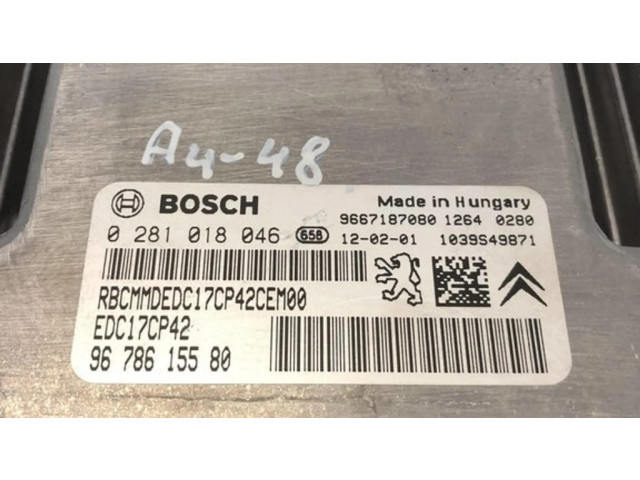 A4-48
BOSCH Made in Hungary
9667187080 1264 0280
0 281 018 046 658 12-02-01 1039S49871
RBCMMDEDC17CP42CEM00
EDC17CP42
96 786 155 80